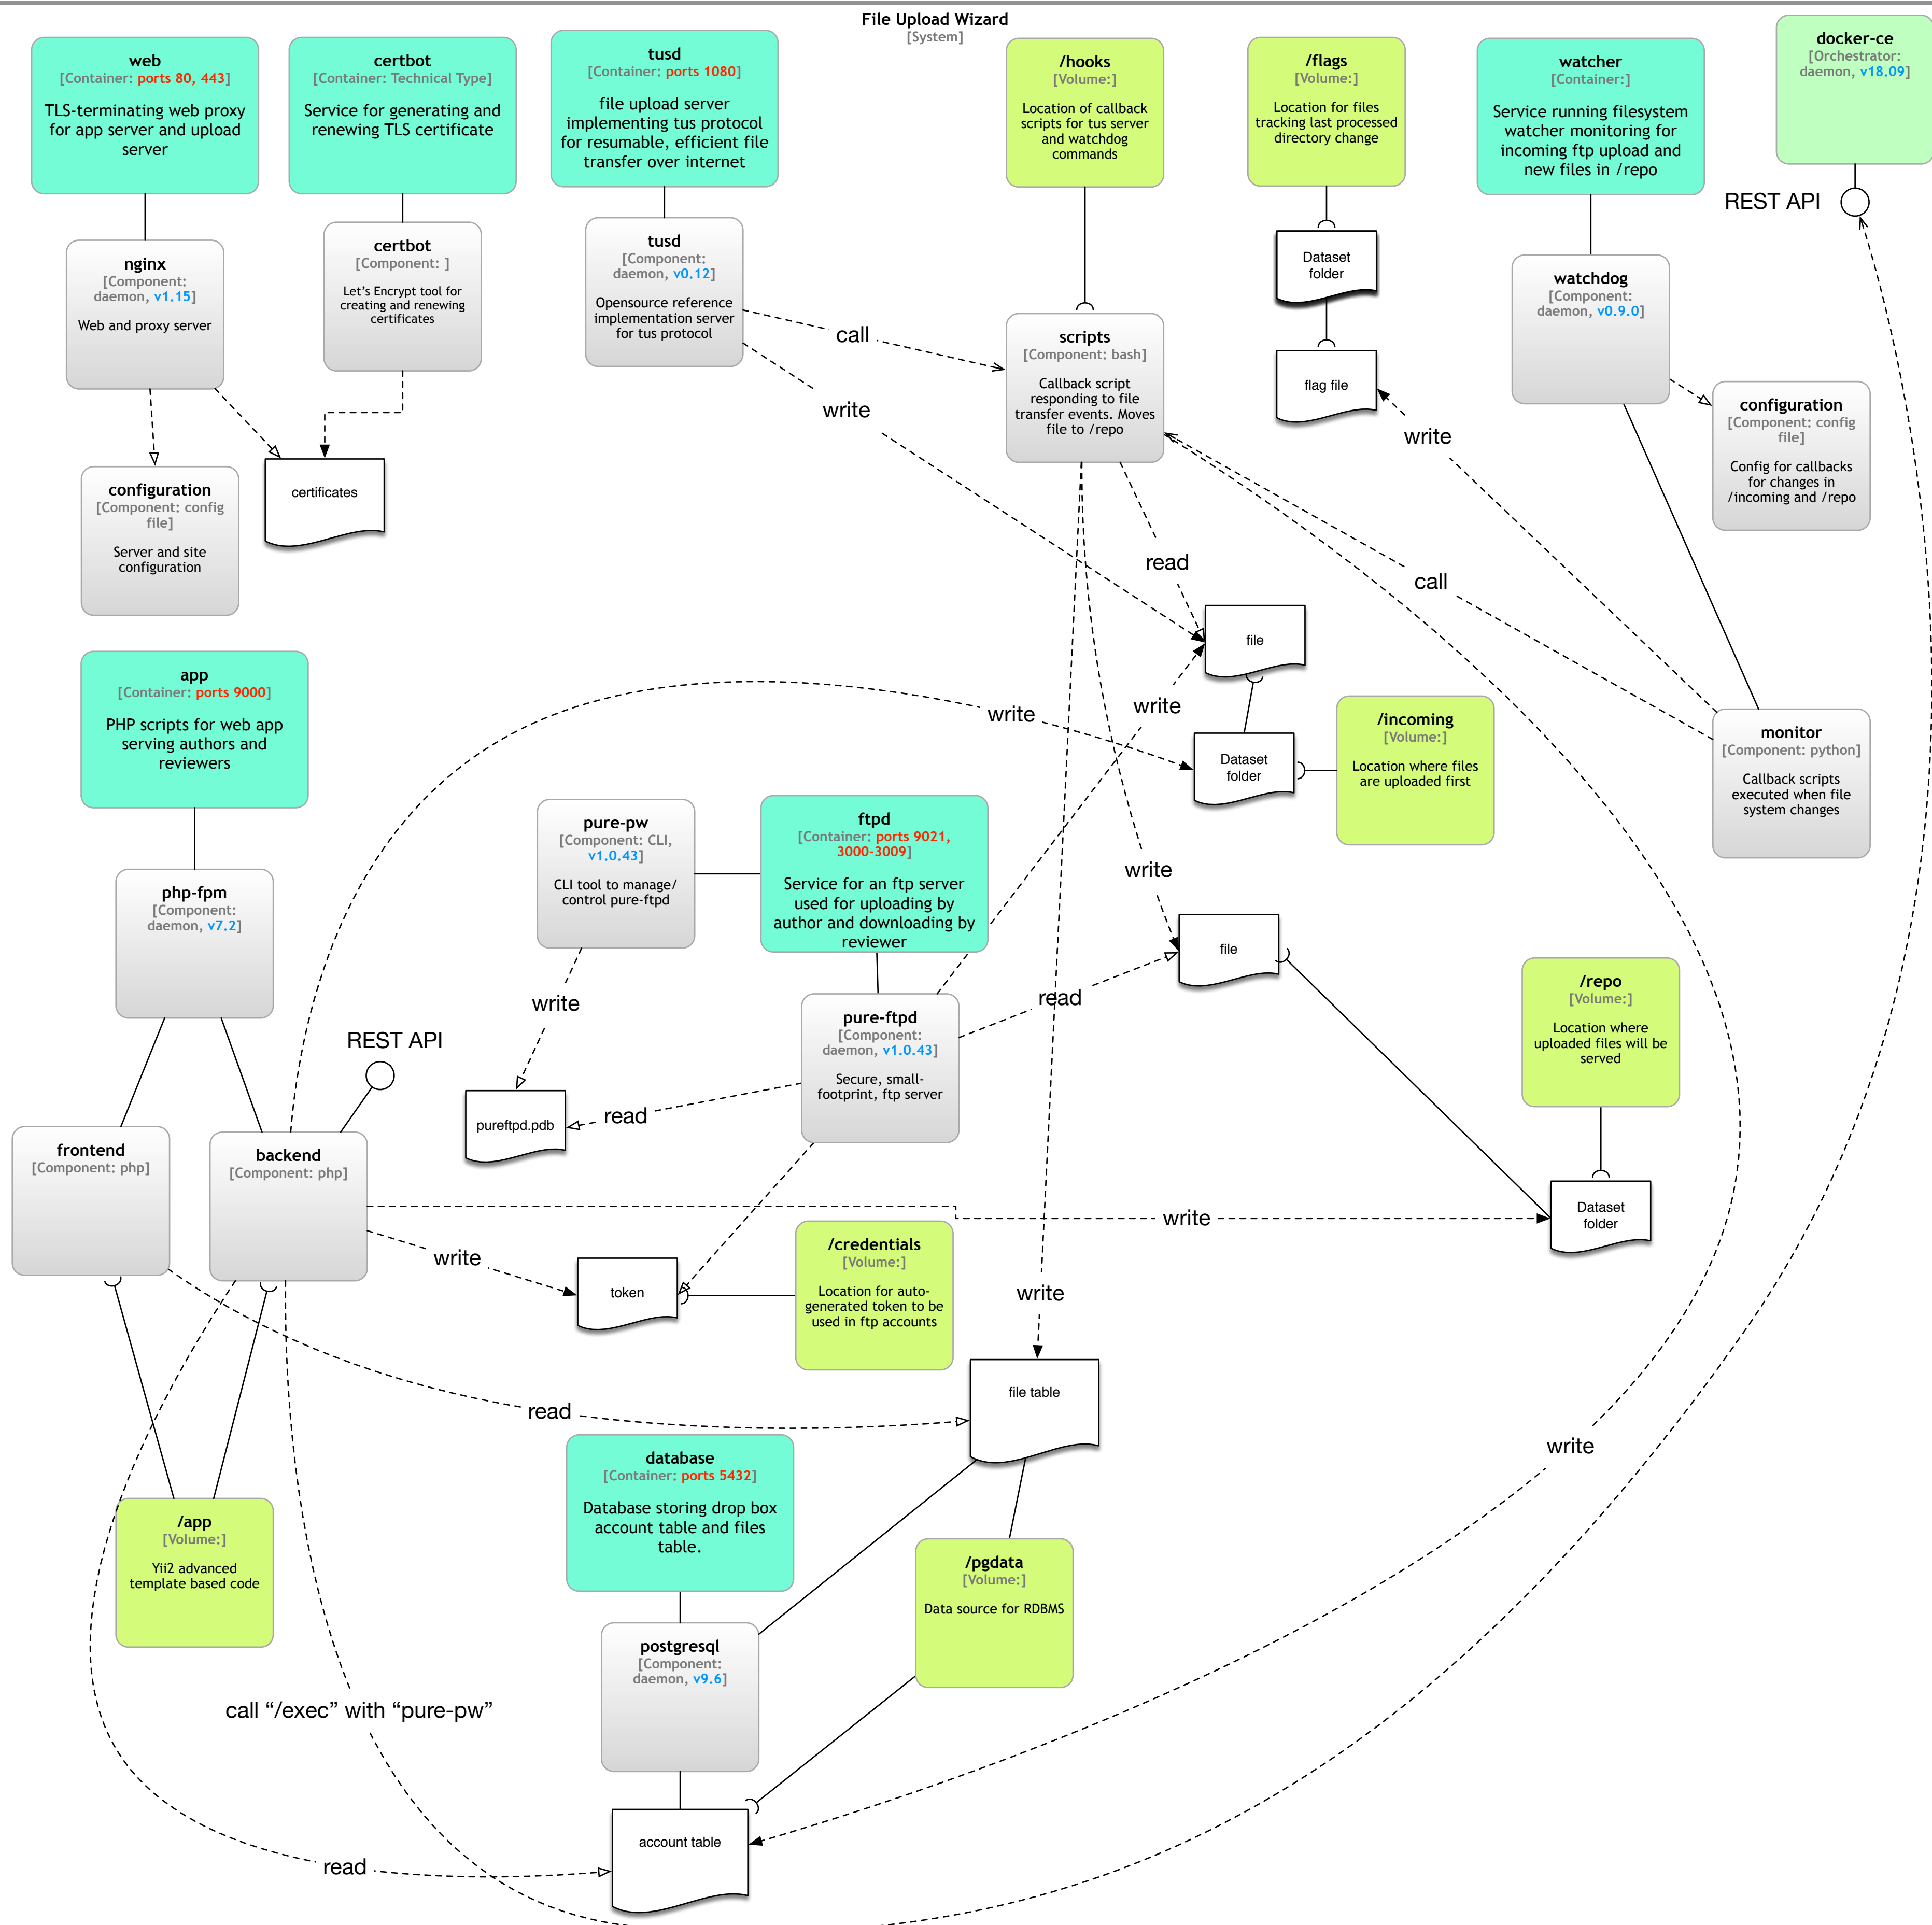 File Upload Wizard
[System]
web
[Container: ports 80, 443]
TLS-terminating web proxy
for app server and upload
server
certbot
[Container: Technical Type]
Service for generating and
renewing TLS certificate
tusd
[Container: ports 1080]
file upload server
implementing tus protocol
for resumable, efficient file
transfer over internet
/hooks
[Volume:]
Location of callback
scripts for tus server
and watchdog
commands
/flags
[Volume:]
Location for files
tracking last processed
directory change
watcher
[Container:]
Service running filesystem
watcher monitoring for
incoming ftp upload and
new files in /repo
docker-ce
[Orchestrator:
daemon, v18.09]
REST API
nginx
[Component:
daemon, v1.15]
Web and proxy server
certbot
[Component: ]
Let's Encrypt tool for
creating and renewing
certificates
tusd
[Component:
daemon, v0.12]
Opensource reference
implementation server
for tus protocol
call
write
scripts
[Component: bash]
Callback script
responding to file
transfer events. Moves
file to /repo
Dataset
folder
flag file
write
watchdog
[Component:
daemon, v0.9.0]
configuration
[Component: config
file]
Config for callbacks
for changes in
/incoming and /repo
configuration
[Component: config
file]
Server and site
configuration
certificates
read
call
file
app
[Container: ports 9000]
PHP scripts for web app
serving authors and
reviewers
write
write
Dataset
folder
/incoming
[Volume:]
Location where files
are uploaded first
monitor
[Component: python]
Callback scripts
executed when file
system changes
pure-pw
[Component: CLI,
v1.0.43]
CLI tool to manage/
control pure-ftpd
ftpd
[Container: ports 9021,
3000-3009]
Service for an ftp server
used for uploading by
author and downloading by
reviewer
write
file
php-fpm
[Component:
daemon, v7.2]
write
read
pure-ftpd
[Component:
daemon, v1.0.43]
Secure, small-
footprint, ftp server
/repo
[Volume:]
Location where
uploaded files will be
served
REST API
pureftpd.pdb
read
frontend
[Component: php]
backend
[Component: php]
write
Dataset
folder
write
token
/credentials
[Volume:]
Location for auto-
generated token to be
used in ftp accounts
write
file table
read
write
database
[Container: ports 5432]
Database storing drop box
account table and files
table.
/app
[Volume:]
Yii2 advanced
template based code
/pgdata
[Volume:]
Data source for RDBMS
postgresql
[Component:
daemon, v9.6]
call “/exec” with “pure-pw”
account table
read